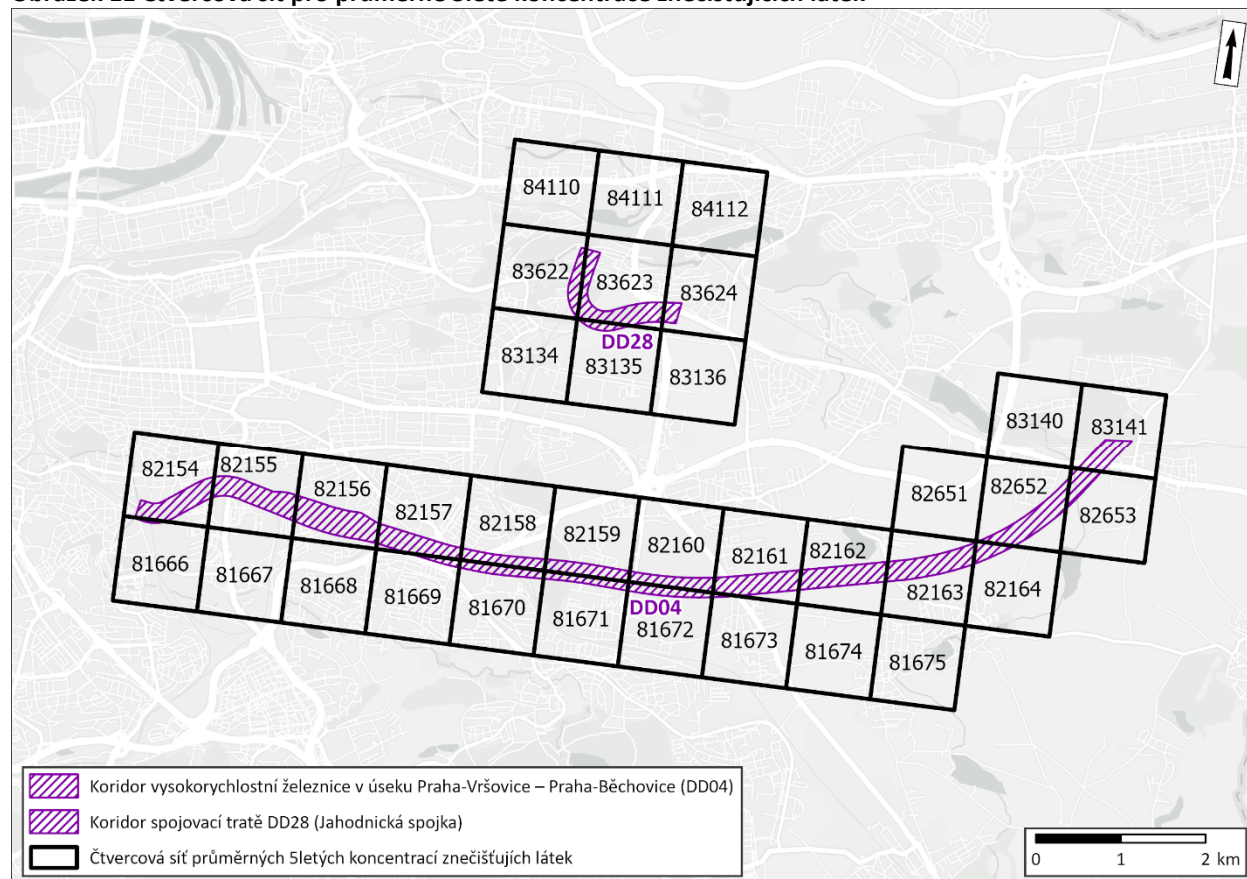 84110 84111 84112
83622 83623 83624
DD28
83134 83135 83136
83140 83141
82154 82155 82156 82157 82158 82159 82160 82161 82162 82651 82652 82653
81666 81667 81668 81669 81670 81671 81672 81673 81674 81675 82163 82164
DD04
Koridor vysokorychlostní železnice v úseku Praha-Vršovice – Praha-Běchovice (DD04)
Koridor spojovací tratě DD28 (Jahodnická spojka)
Čtvercová síť průměrných 5letých koncentrací znečišťujících látek
0 1 2 km